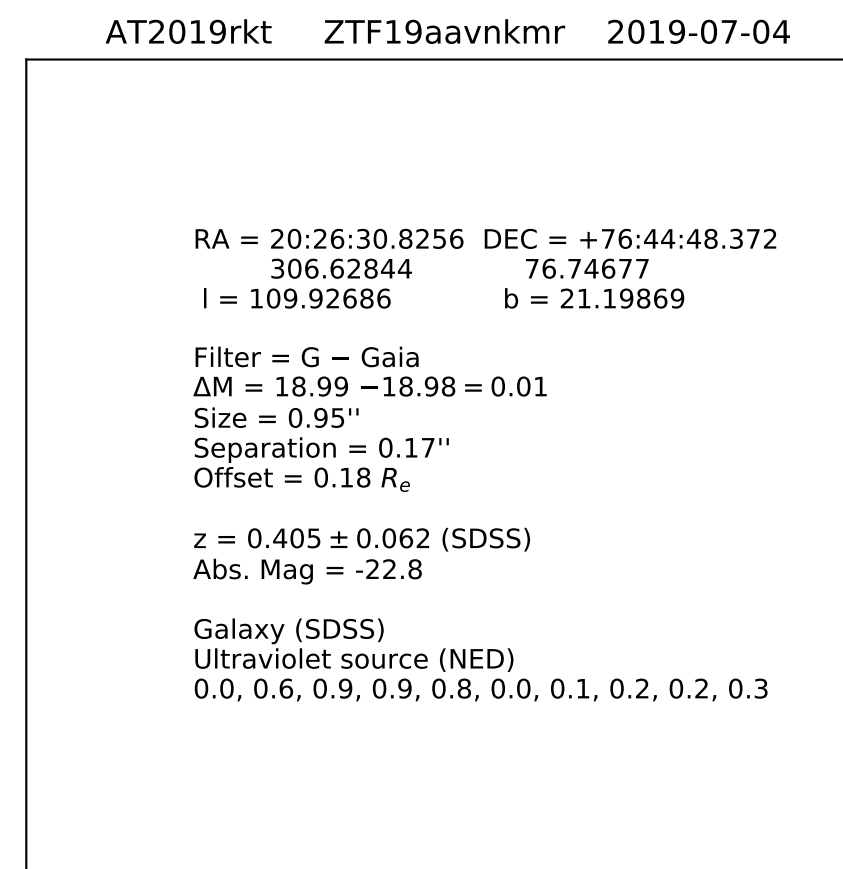 AT2019rkt ZTF19aavnkmr 2019-07-04
RA = 20:26:30.8256 DEC = +76:44:48.372
306.62844 76.74677
l = 109.92686 b = 21.19869
Filter = G − Gaia
ΔM = 18.99 −18.98 = 0.01
Size = 0.95''
Separation = 0.17''
Offset = 0.18 Rₑ
z = 0.405 ± 0.062 (SDSS)
Abs. Mag = -22.8
Galaxy (SDSS)
Ultraviolet source (NED)
0.0, 0.6, 0.9, 0.9, 0.8, 0.0, 0.1, 0.2, 0.2, 0.3